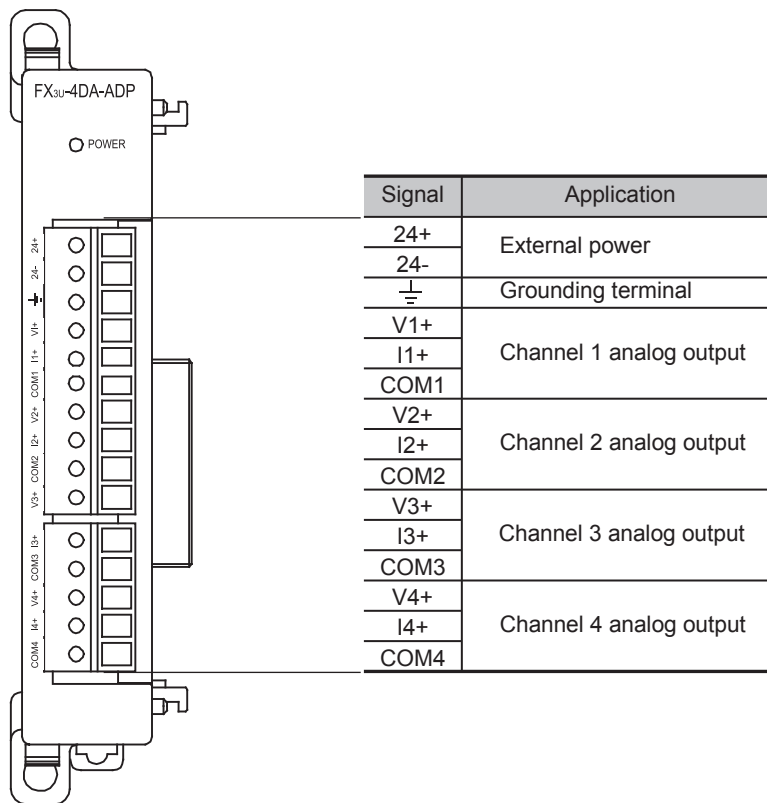 FX3U-4DA-ADP
POWER
24+
24-
V1+
I1+
COM1
V2+
I2+
COM2
V3+
I3+
COM3
V4+
I4+
COM4
Signal Application
24+ External power
24-
Grounding terminal
V1+
I1+ Channel 1 analog output
COM1
V2+
I2+ Channel 2 analog output
COM2
V3+
I3+ Channel 3 analog output
COM3
V4+
I4+ Channel 4 analog output
COM4